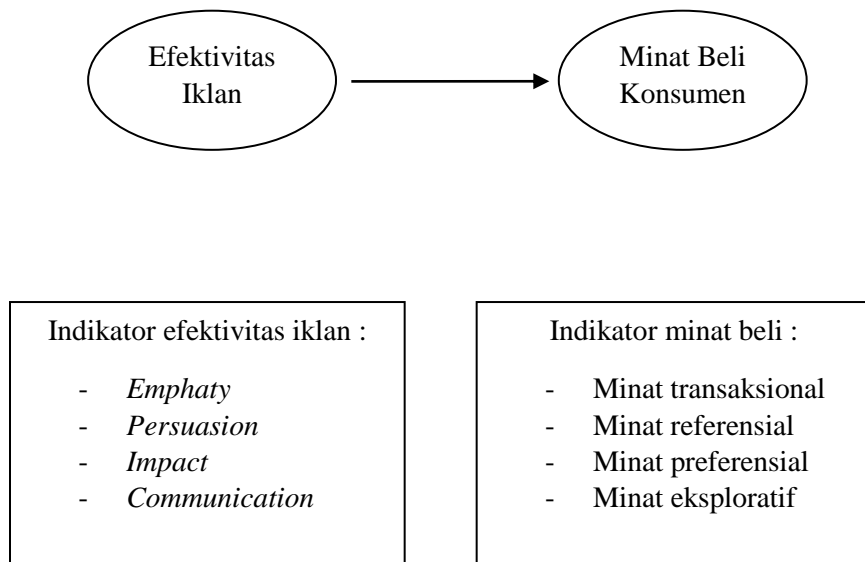 Efektivitas
Iklan
Minat Beli
Konsumen
Indikator efektivitas iklan :
- Emphaty
- Persuasion
- Impact
- Communication
Indikator minat beli :
- Minat transaksional
- Minat referensial
- Minat preferensial
- Minat eksploratif